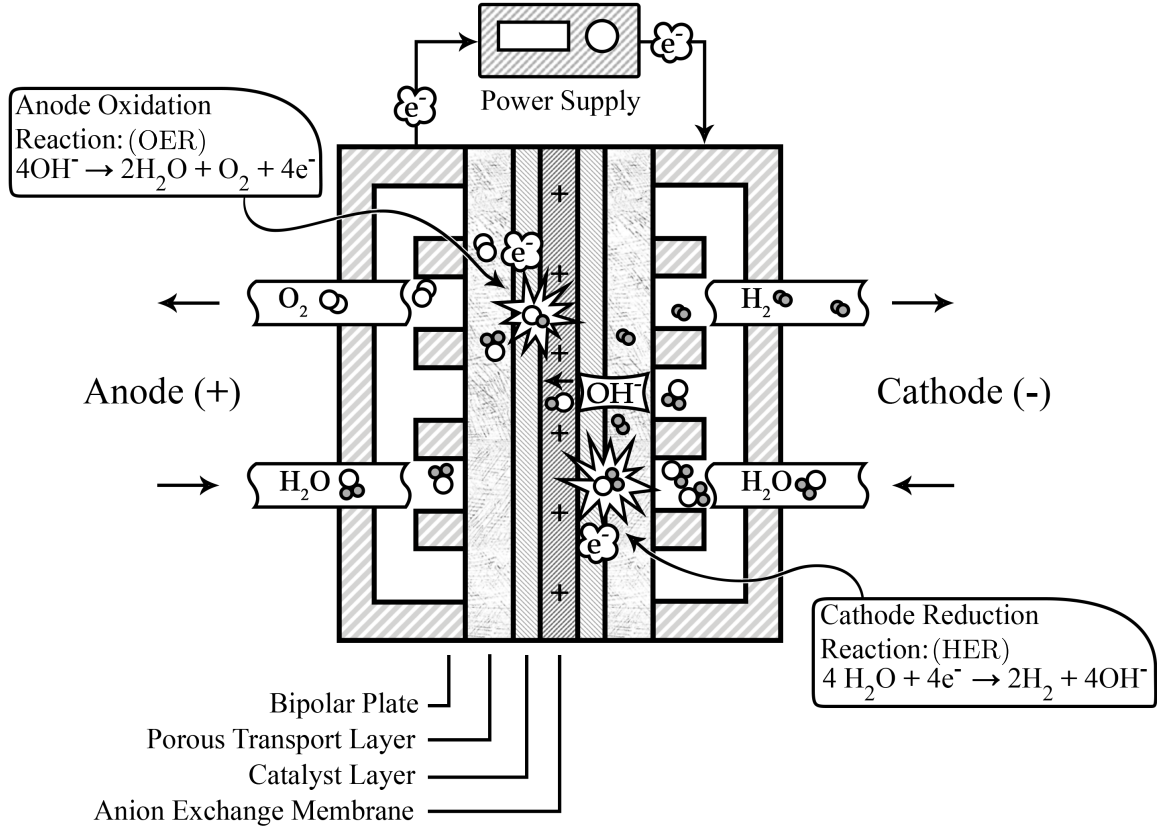 e⁻
Power Supply
e⁻
Anode Oxidation
Reaction: (OER)
4OH⁻ → 2H₂O + O₂ + 4e⁻
e⁻
+
+
+
+
+
+
O₂
H₂
OH⁻
Anode (+)
Cathode (-)
H₂O
H₂O
e⁻
Cathode Reduction
Reaction: (HER)
4 H₂O + 4e⁻ → 2H₂ + 4OH⁻
Bipolar Plate
Porous Transport Layer
Catalyst Layer
Anion Exchange Membrane